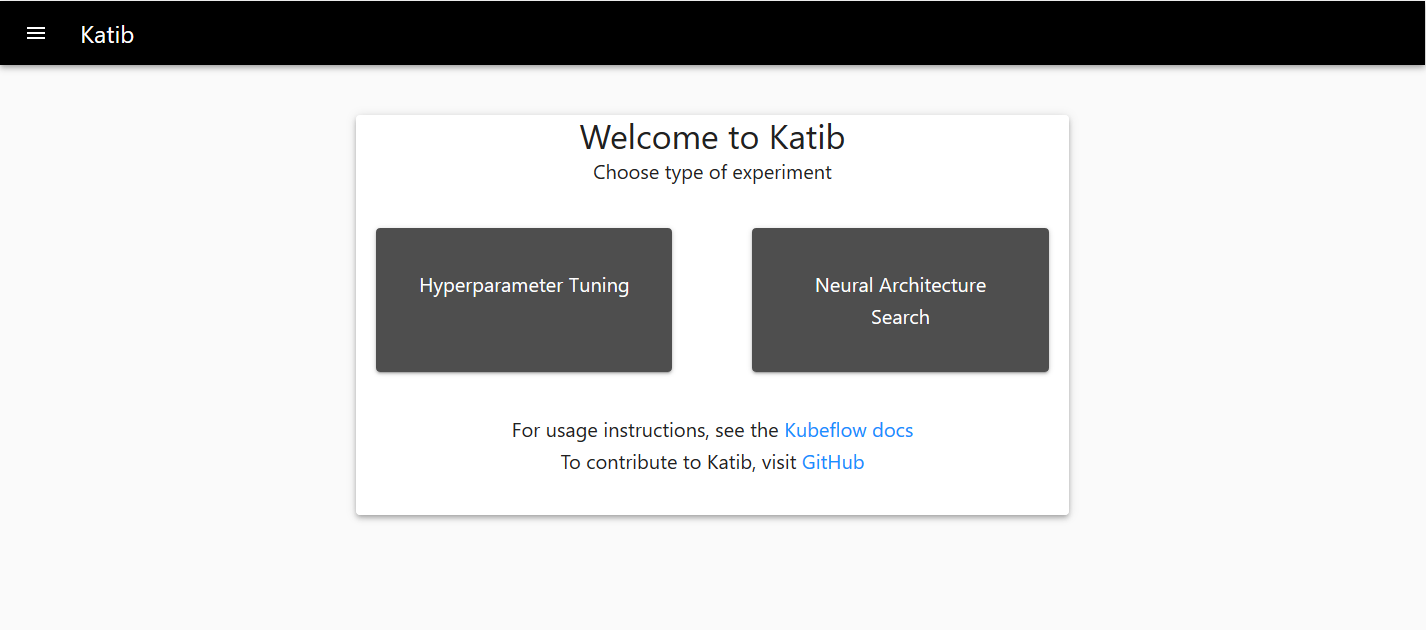 Katib
Welcome to Katib
Choose type of experiment
Hyperparameter Tuning
Neural Architecture
Search
For usage instructions, see the Kubeflow docs
To contribute to Katib, visit GitHub